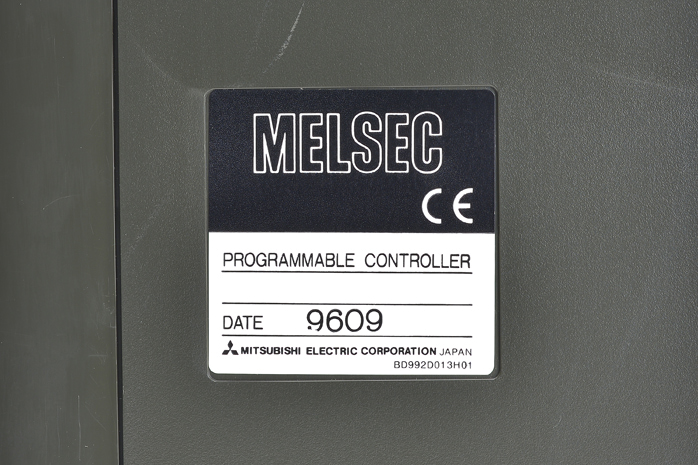 MELSEC
CE
PROGRAMMABLE CONTROLLER
DATE 9609
MITSUBISHI ELECTRIC CORPORATION JAPAN
BD992D013H01